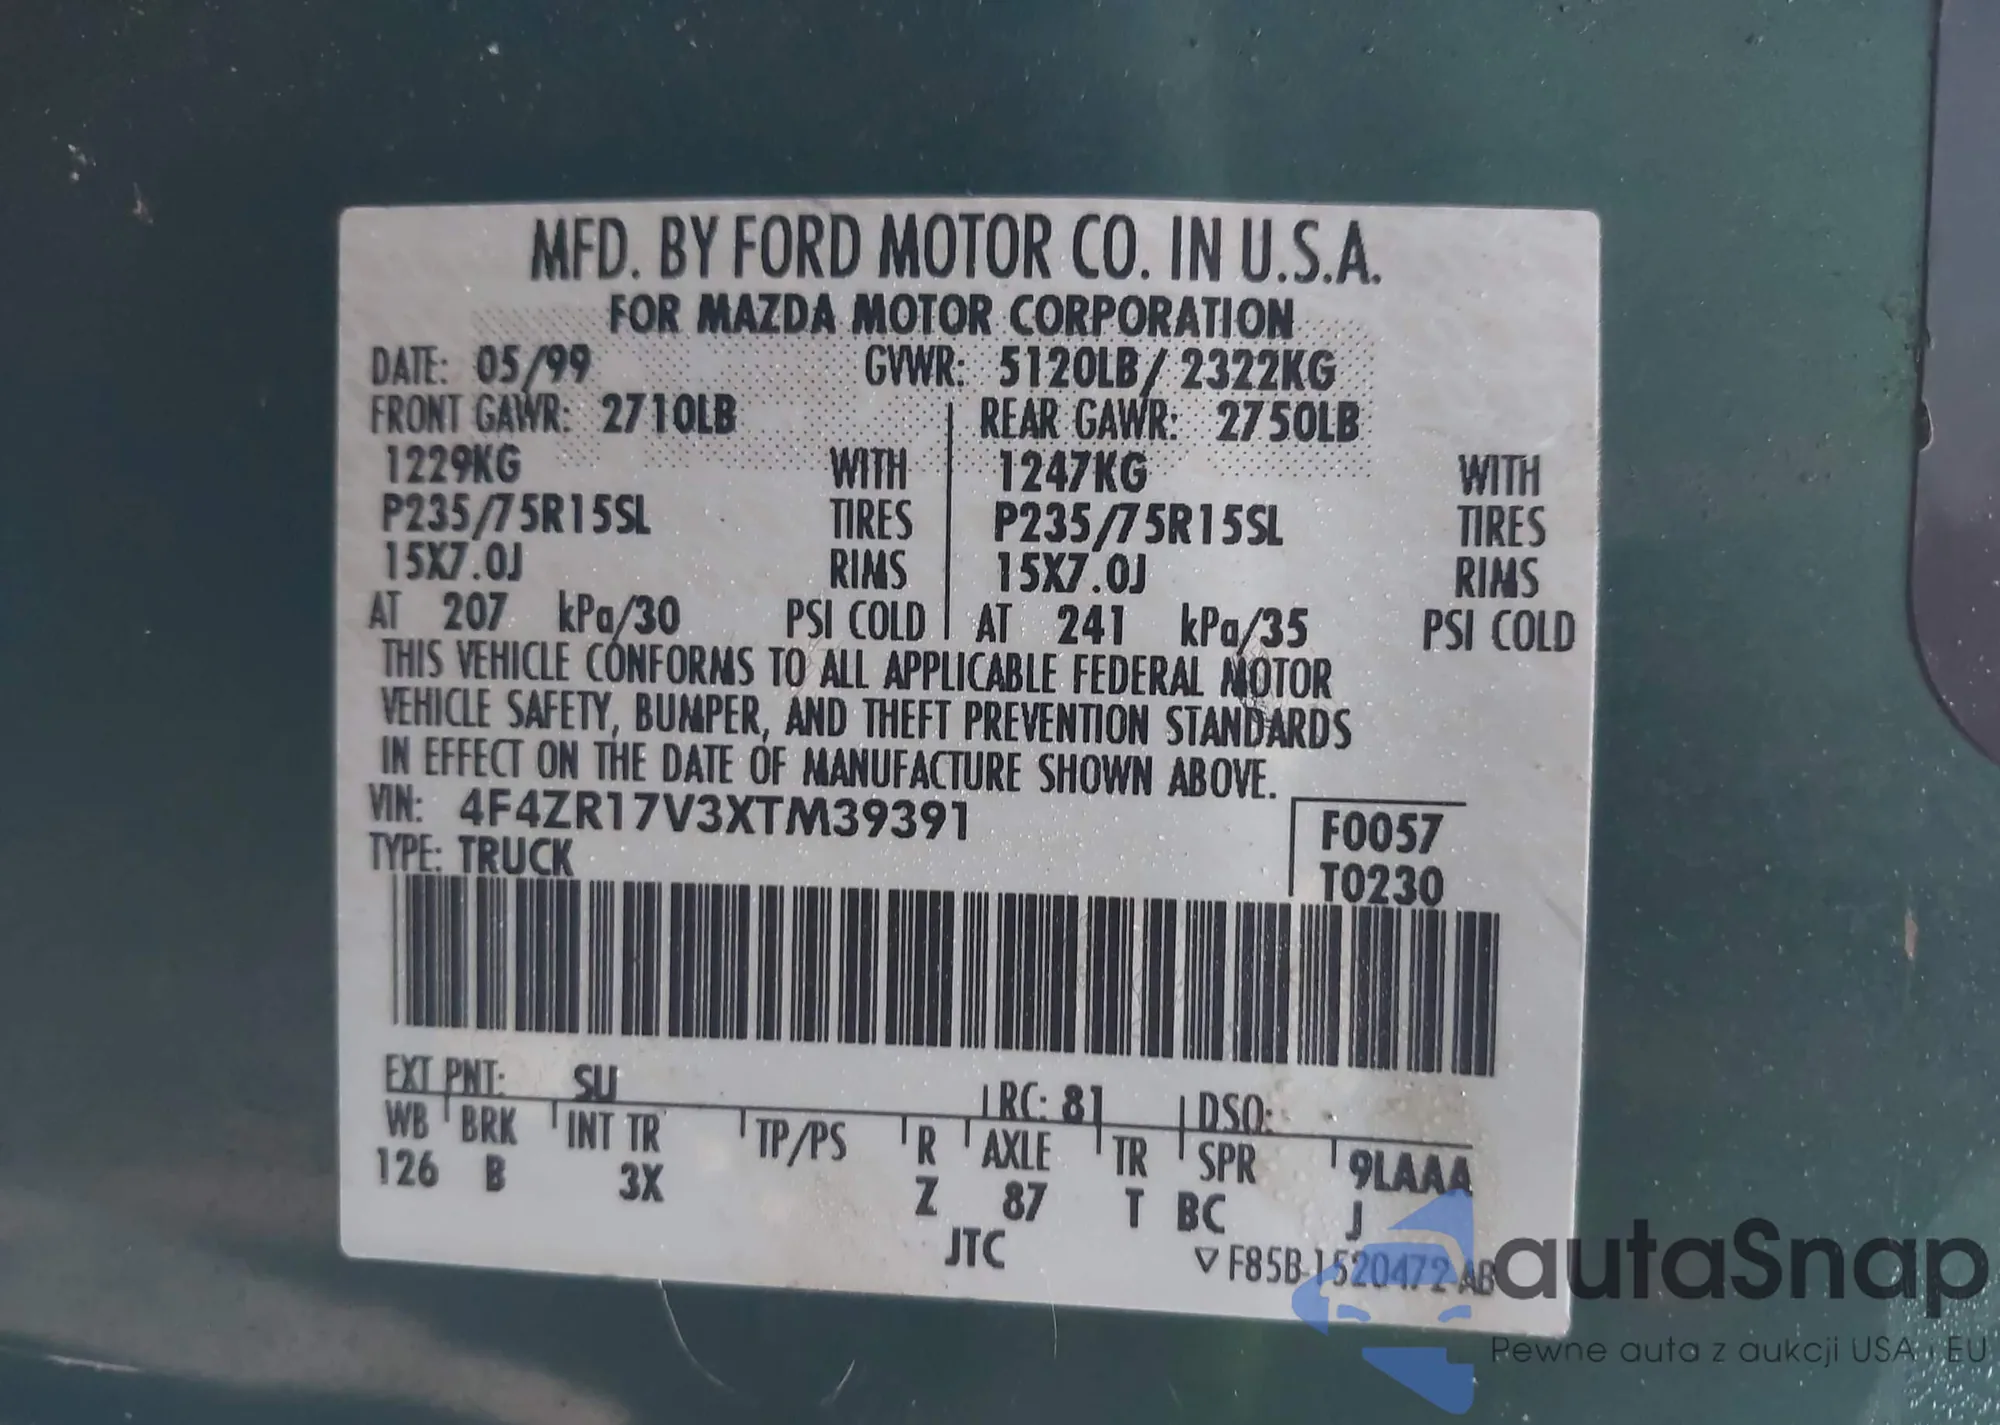 MFD. BY FORD MOTOR CO. IN U.S.A.
FOR MAZDA MOTOR CORPORATION
DATE: 05/99 GVWR: 5120LB/ 2322KG
FRONT GAWR: 2710LB REAR GAWR: 2750LB
1229KG WITH 1247KG WITH
P235/75R15SL TIRES P235/75R15SL TIRES
15X7.0J RIMS 15X7.0J RIMS
AT 207 kPa/30 PSI COLD AT 241 kPa/35 PSI COLD
THIS VEHICLE CONFORMS TO ALL APPLICABLE FEDERAL MOTOR
VEHICLE SAFETY, BUMPER, AND THEFT PREVENTION STANDARDS
IN EFFECT ON THE DATE OF MANUFACTURE SHOWN ABOVE.
VIN: 4F4ZR17V3XTM39391 F0057
TYPE: TRUCK T0230
EXT PNT: SU RC: 81 DSO:
WB BRK INT TR TP/PS R AXLE TR SPR 9LAAA
126 B 3X Z 87 T BC J
JTC
F85B-1520472-AB
autaSnap
Pewne auta z aukcji USA i EU